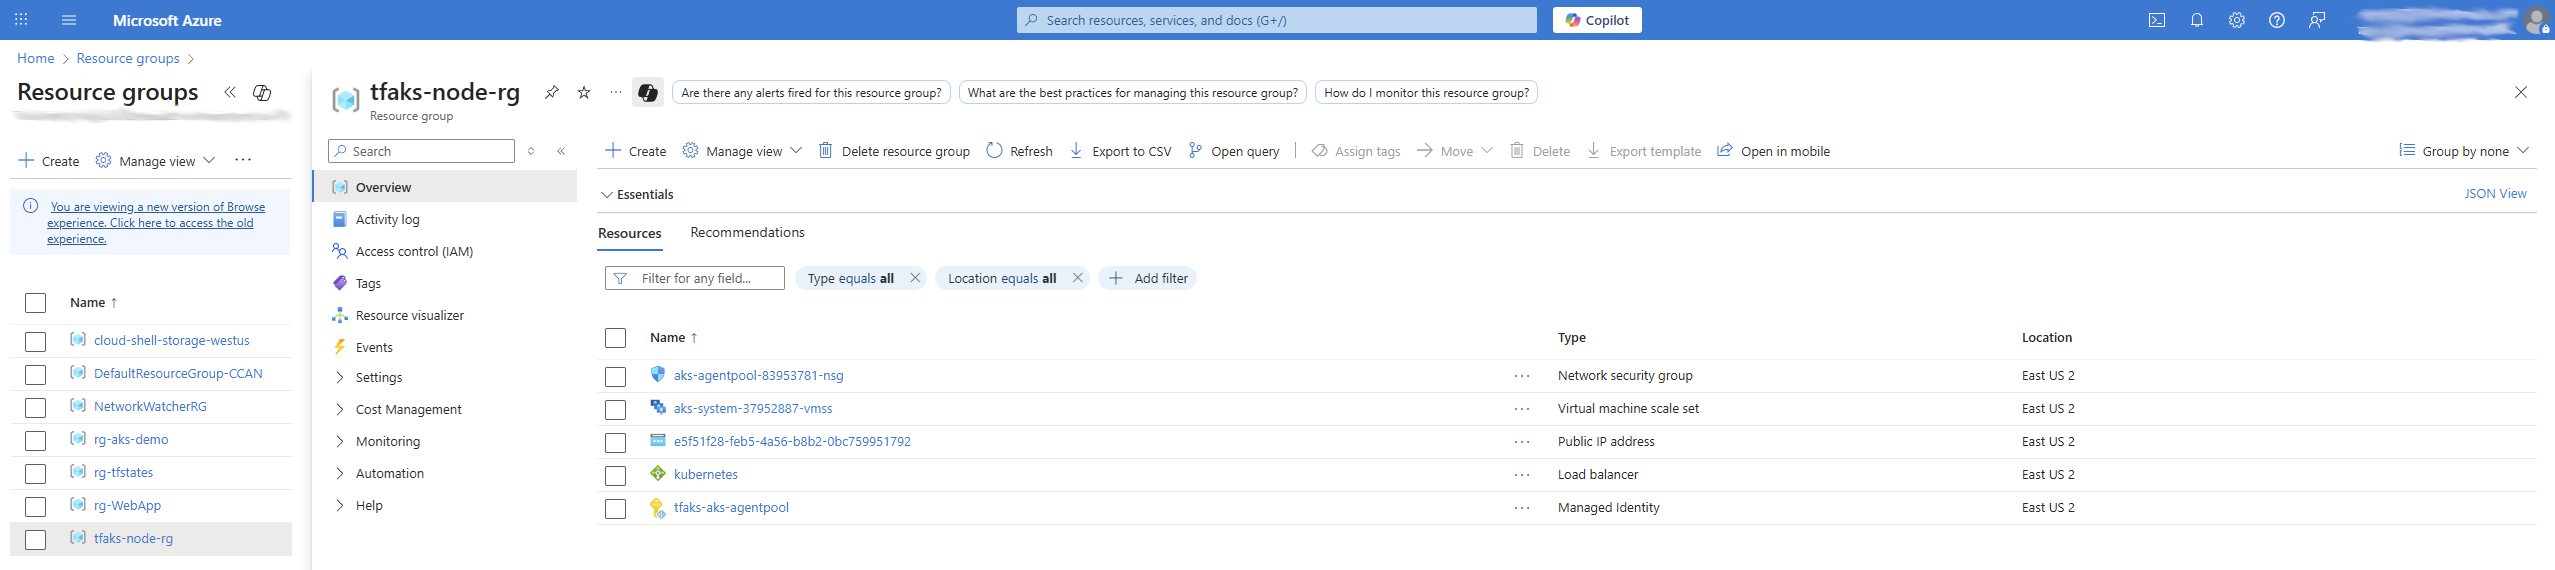 Microsoft Azure
Search resources, services, and docs (G+/)
Copilot
Home > Resource groups >
Resource groups
Create
Manage view
You are viewing a new version of Browse
experience. Click here to access the old
experience.
Name ↑
cloud-shell-storage-westus
DefaultResourceGroup-CCAN
NetworkWatcherRG
rg-aks-demo
rg-tfstates
rg-WebApp
tfaks-node-rg
tfaks-node-rg
Resource group
Are there any alerts fired for this resource group?
What are the best practices for managing this resource group?
How do I monitor this resource group?
Search
Overview
Activity log
Access control (IAM)
Tags
Resource visualizer
Events
Settings
Cost Management
Monitoring
Automation
Help
Create Manage view Delete resource group Refresh Export to CSV Open query Assign tags Move Delete Export template Open in mobile Group by none
Essentials
JSON View
Resources Recommendations
Filter for any field...
Type equals all
Location equals all
Add filter
Name ↑ Type Location
aks-agentpool-83953781-nsg Network security group East US 2
aks-system-37952887-vmss Virtual machine scale set East US 2
e5f51f28-feb5-4a56-b8b2-0bc759951792 Public IP address East US 2
kubernetes Load balancer East US 2
tfaks-aks-agentpool Managed Identity East US 2